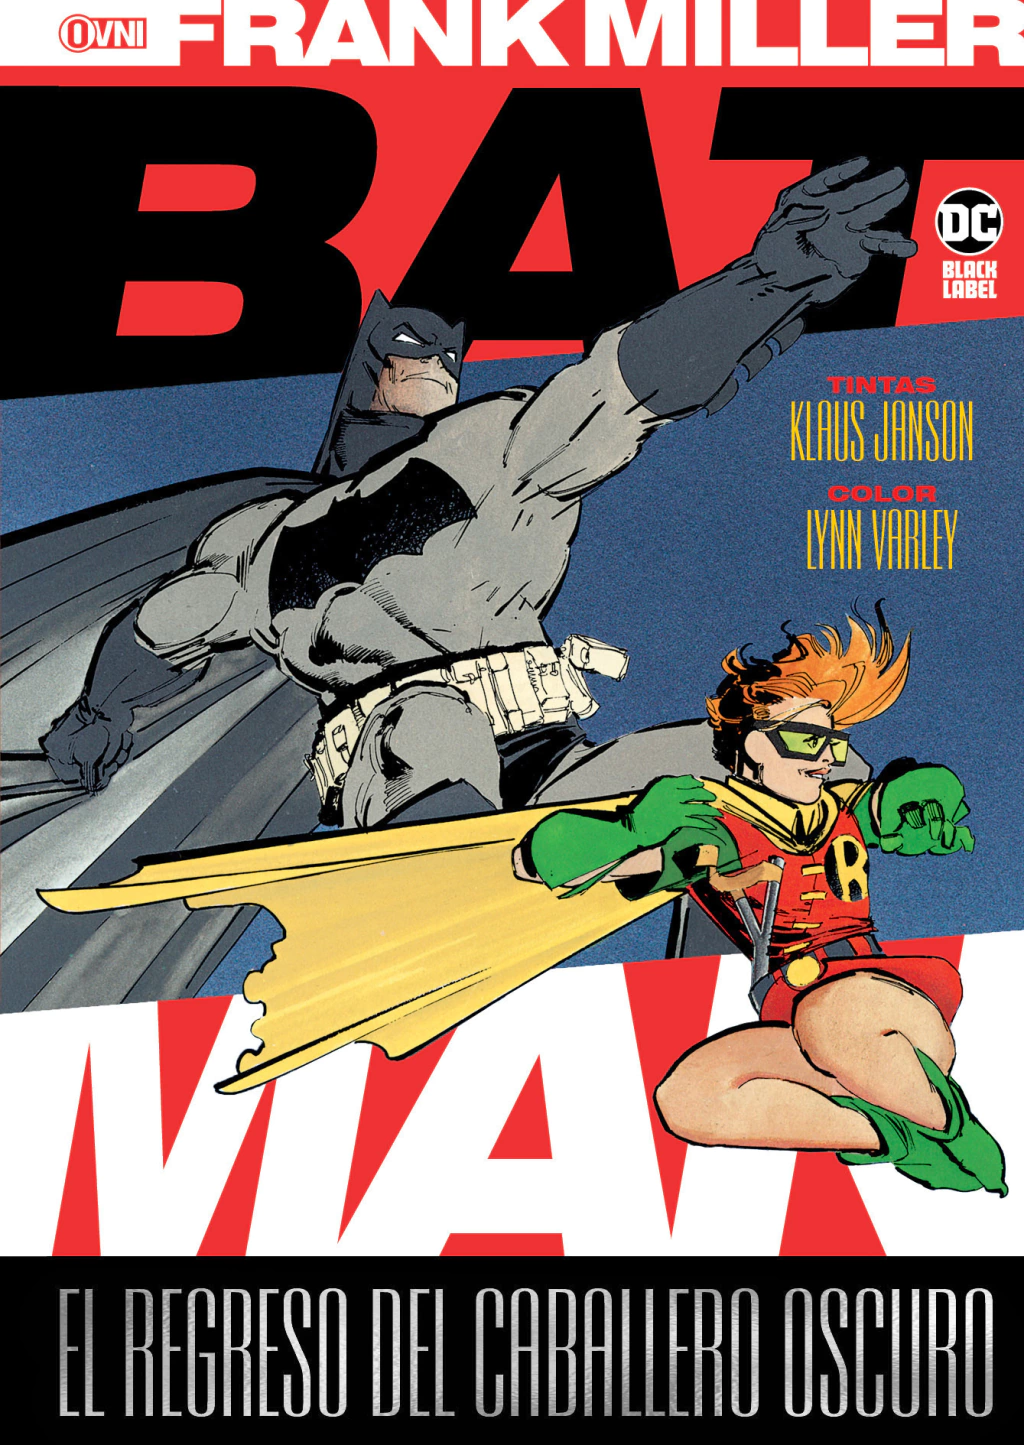 OVNI FRANK MILLER
BAT
DC
BLACK
LABEL
TINTAS
KLAUS JANSON
COLOR
LYNN VARLEY
R
MAN
EL REGRESO DEL CABALLERO OSCURO